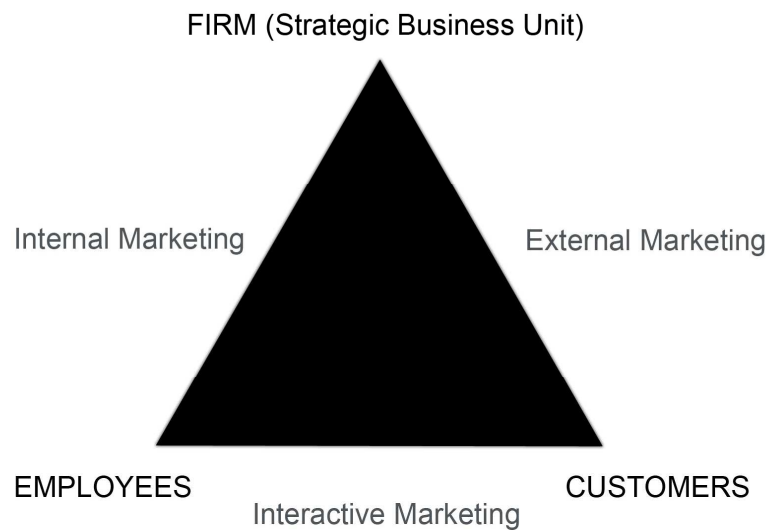 FIRM (Strategic Business Unit)
Internal Marketing
External Marketing
EMPLOYEES
CUSTOMERS
Interactive Marketing